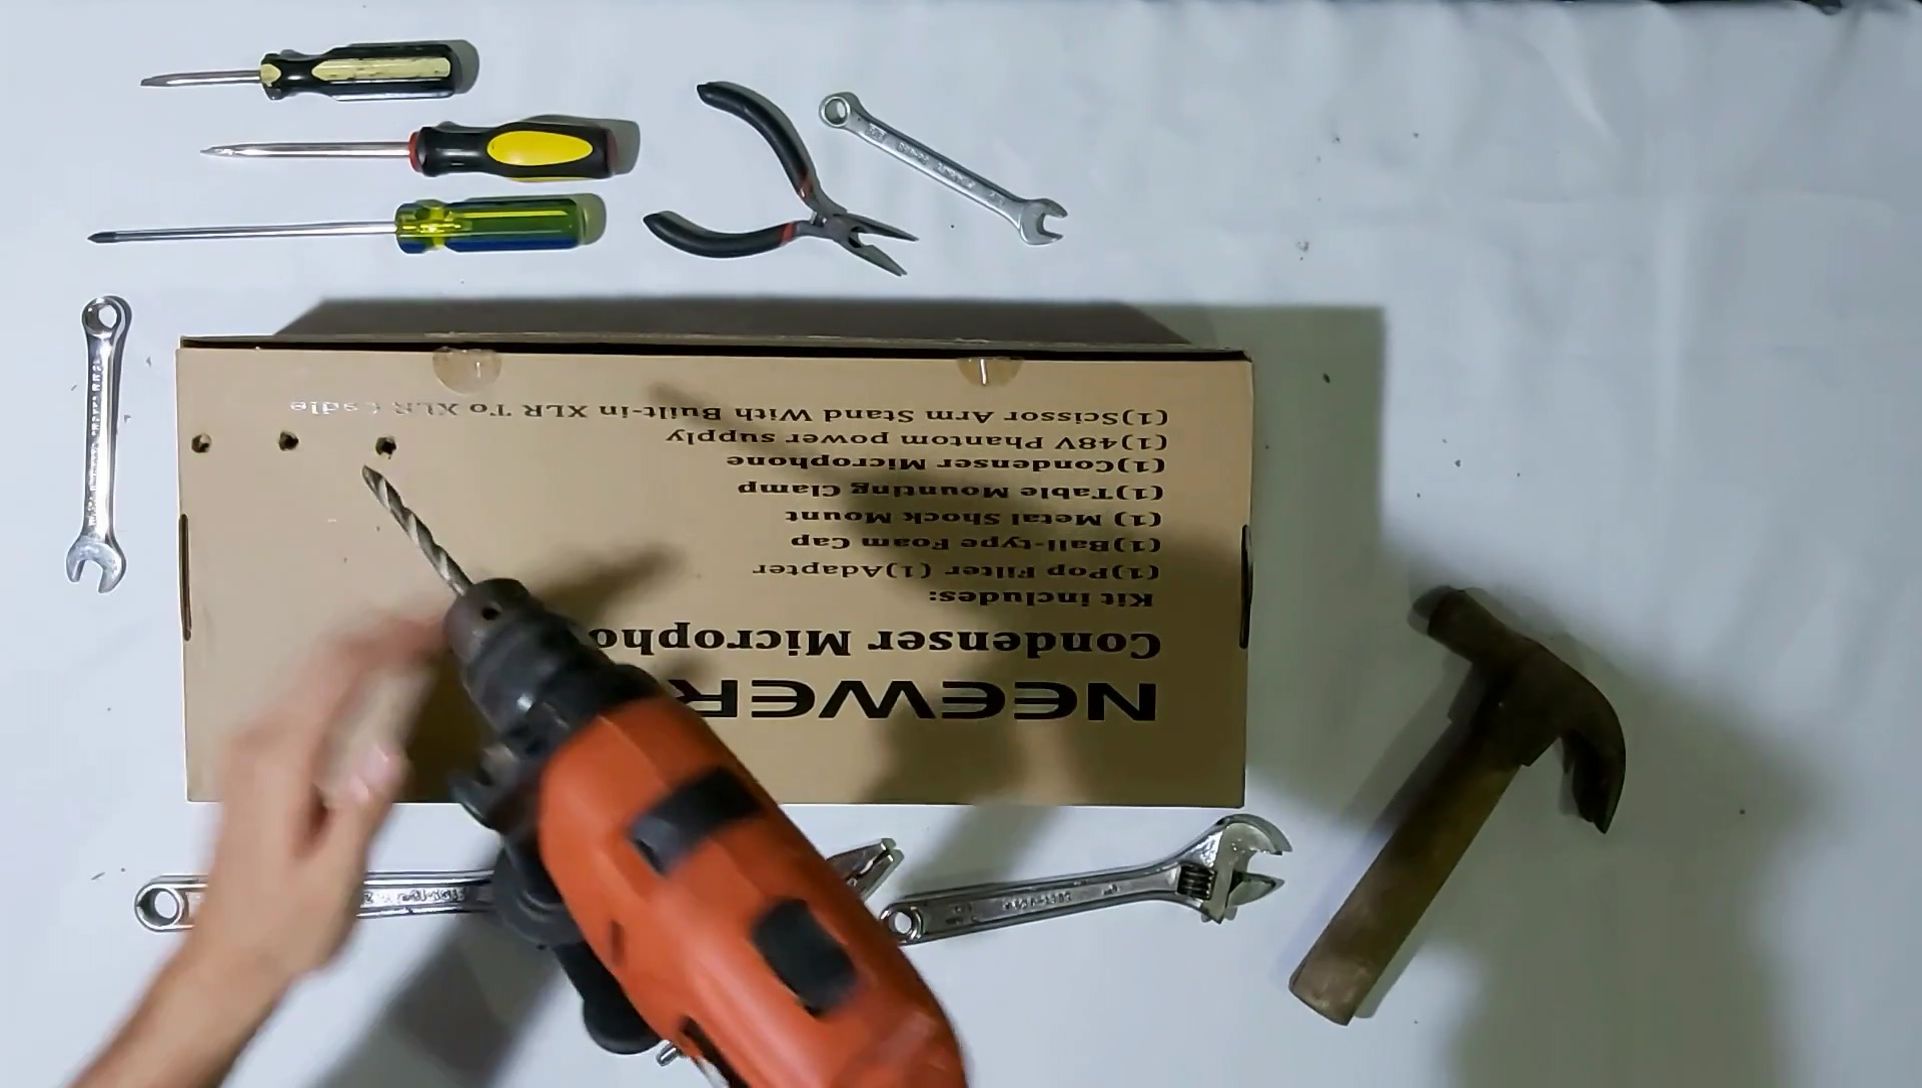 NEEWER
Condenser Micropho
Kit includes:
(1)Pop Filter (1)Adapter
(1)Ball-type Foam Cap
(1) Metal Shock Mount
(1)Table Mounting Clamp
(1)Condenser Microphone
(1)48V Phantom power supply
(1)Scissor Arm Stand With Built-in XLR To XLR Cable